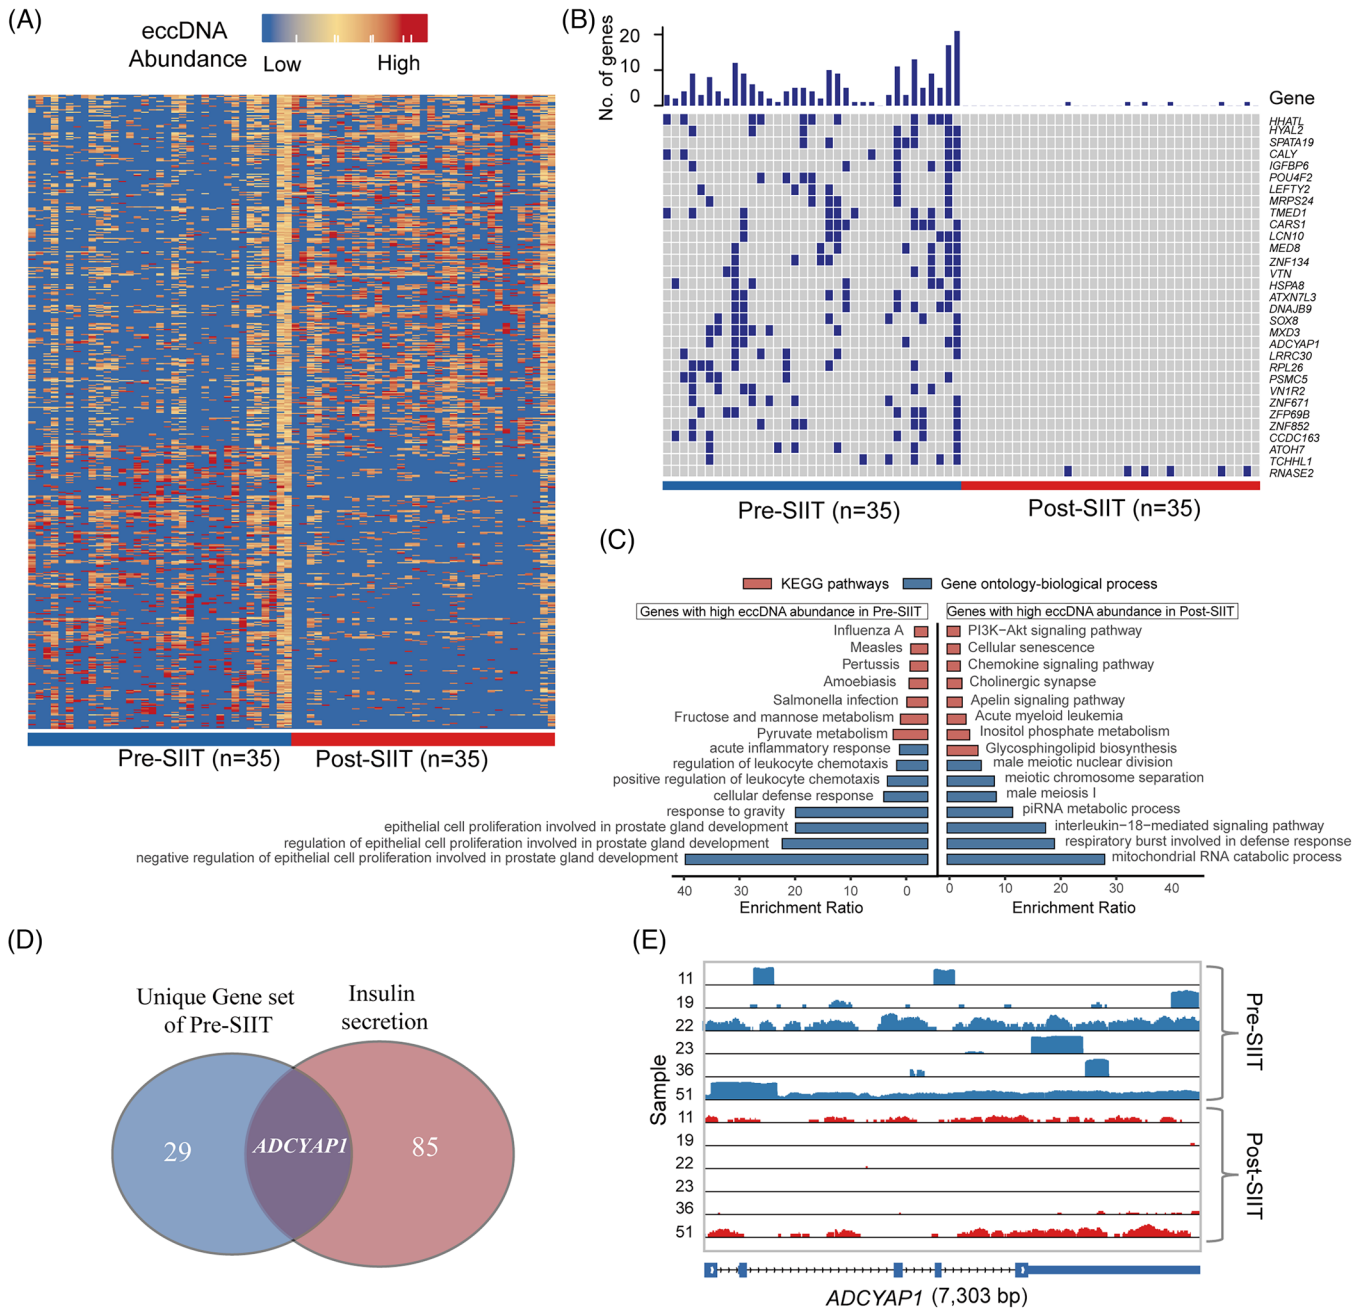 (A)
eccDNA
Abundance
Low
High
Pre-SIIT (n=35)
Post-SIIT (n=35)
(B)
No. of genes
20
10
0
Gene
HHATL
HYAL2
SPATA19
CALY
IGFBP6
POU4F2
LEFTY2
MRPS24
TMED1
CARS1
LCN10
MED8
ZNF134
VTN
HSPA8
ATXN7L3
DNAJB9
SOX8
MXD3
ADCYAP1
LRRC30
RPL26
PSMC5
VN1R2
ZNF671
ZFP69B
ZNF852
CCDC163
ATOH7
TCHHL1
RNASE2
Pre-SIIT (n=35)
Post-SIIT (n=35)
(C)
KEGG pathways
Gene ontology-biological process
Genes with high eccDNA abundance in Pre-SIIT
Influenza A
Measles
Pertussis
Amoebiasis
Salmonella infection
Fructose and mannose metabolism
Pyruvate metabolism
acute inflammatory response
regulation of leukocyte chemotaxis
positive regulation of leukocyte chemotaxis
cellular defense response
response to gravity
epithelial cell proliferation involved in prostate gland development
regulation of epithelial cell proliferation involved in prostate gland development
negative regulation of epithelial cell proliferation involved in prostate gland development
40 30 20 10 0
Enrichment Ratio
Genes with high eccDNA abundance in Post-SIIT
PI3K−Akt signaling pathway
Cellular senescence
Chemokine signaling pathway
Cholinergic synapse
Apelin signaling pathway
Acute myeloid leukemia
Inositol phosphate metabolism
Glycosphingolipid biosynthesis
male meiotic nuclear division
meiotic chromosome separation
male meiosis I
piRNA metabolic process
interleukin−18−mediated signaling pathway
respiratory burst involved in defense response
mitochondrial RNA catabolic process
0 10 20 30 40
Enrichment Ratio
(D)
Unique Gene set
of Pre-SIIT
Insulin
secretion
29
ADCYAP1
85
(E)
Sample
11
19
22
23
36
51
11
19
22
23
36
51
Pre-SIIT
Post-SIIT
ADCYAP1 (7,303 bp)